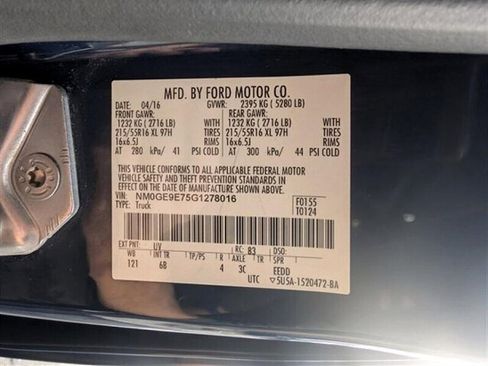 MFD. BY FORD MOTOR CO.
DATE: 04/16 GVWR: 2395 KG ( 5280 LB)
FRONT GAWR: REAR GAWR:
1232 KG ( 2716 LB) 1232 KG ( 2716 LB)
215/55R16 XL 97H TIRES 215/55R16 XL 97H TIRES
16x6.5J RIMS 16x6.5J RIMS
AT 280 kPa/ 41 PSI COLD AT 300 kPa/ 44 PSI COLD
THIS VEHICLE CONFORMS TO ALL APPLICABLE FEDERAL MOTOR
VEHICLE SAFETY AND THEFT PREVENTION STANDARDS IN EFFECT
ON THE DATE OF MANUFACTURE SHOWN ABOVE.
VIN: NM0GE9E75G1278016 F0155
TYPE: Truck T0124
EXT PNT: UV RC: 83 DSO:
WB INT TR TP/PS R AXLE TR SPR
121 6B 4 3C EEDD
UTC 5U5A-1520472-BA